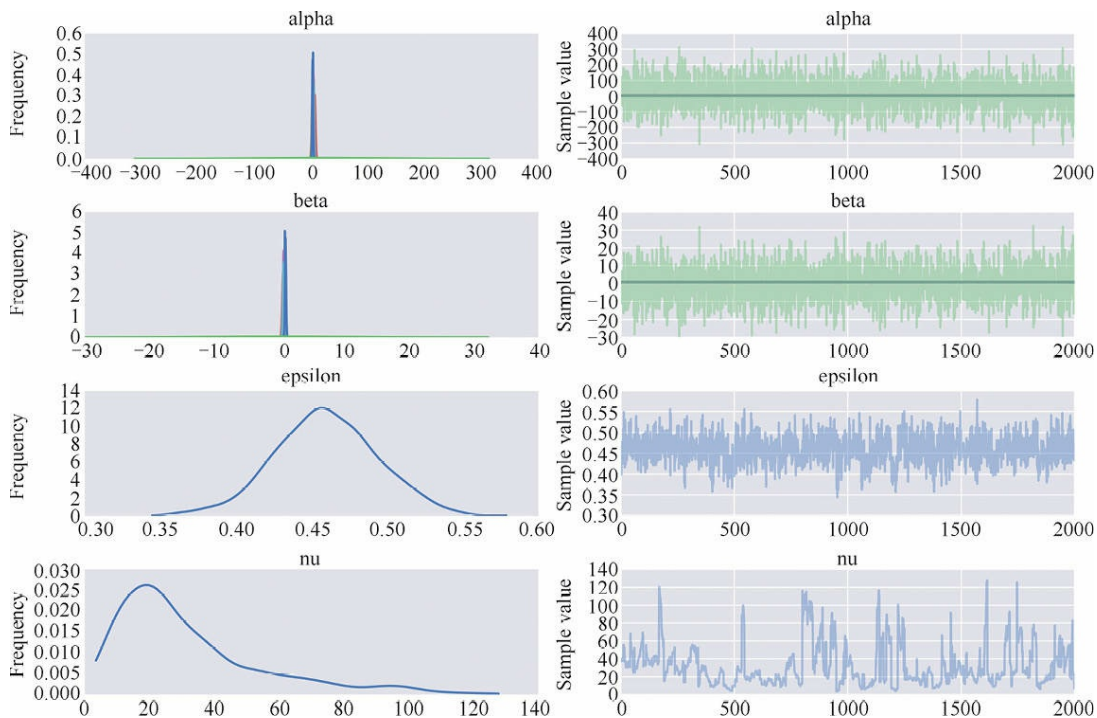 alpha
Frequency
0.6
0.5
0.4
0.3
0.2
0.1
0.0
−400 −300 −200 −100 0 100 200 300 400
alpha
Sample value
400
300
200
100
0
−100
−200
−300
−400
0 500 1000 1500 2000
beta
Frequency
6
5
4
3
2
1
0
−30 −20 −10 0 10 20 30 40
beta
Sample value
40
30
20
10
0
−10
−20
−30
0 500 1000 1500 2000
epsilon
Frequency
14
12
10
8
6
4
2
0
0.30 0.35 0.40 0.45 0.50 0.55 0.60
epsilon
Sample value
0.60
0.55
0.50
0.45
0.40
0.35
0.30
0 500 1000 1500 2000
nu
Frequency
0.030
0.025
0.020
0.015
0.010
0.005
0.000
0 20 40 60 80 100 120 140
nu
Sample value
140
120
100
80
60
40
20
0
0 500 1000 1500 2000